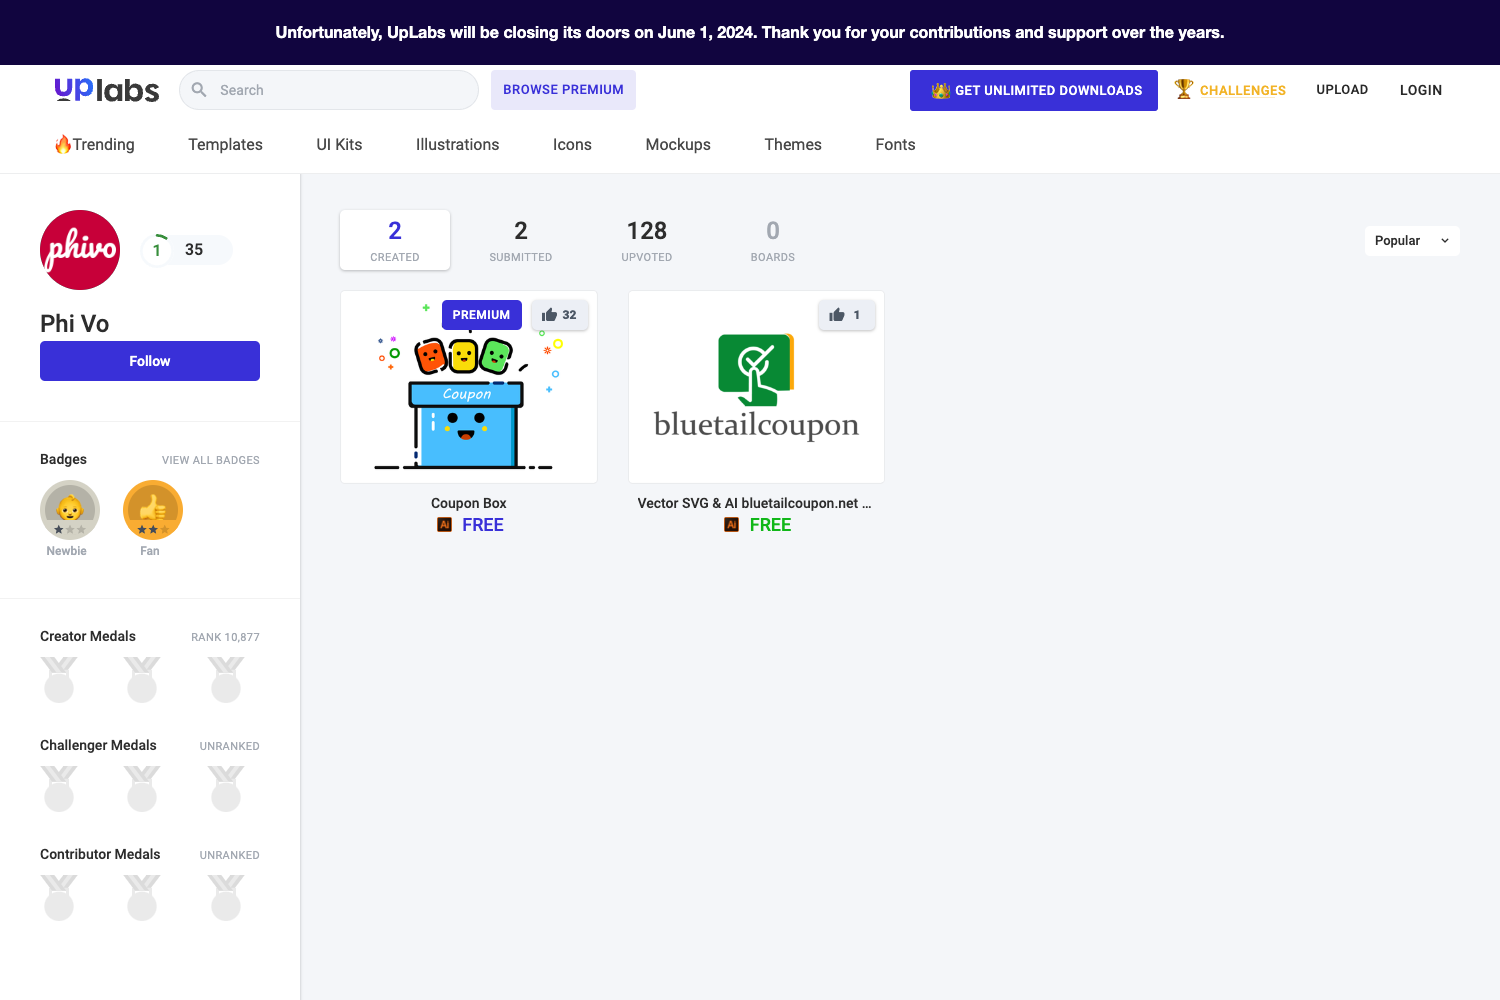 Unfortunately, UpLabs will be closing its doors on June 1, 2024. Thank you for your contributions and support over the years.
uplabs
Search
BROWSE PREMIUM
GET UNLIMITED DOWNLOADS
CHALLENGES
UPLOAD
LOGIN
Trending
Templates
UI Kits
Illustrations
Icons
Mockups
Themes
Fonts
phivo
1
35
Phi Vo
Follow
Badges
VIEW ALL BADGES
Newbie
Fan
Creator Medals
RANK 10,877
Challenger Medals
UNRANKED
Contributor Medals
UNRANKED
2
CREATED
2
SUBMITTED
128
UPVOTED
0
BOARDS
Popular
PREMIUM
32
Coupon
Coupon Box
Ai FREE
1
bluetailcoupon
Vector SVG & AI bluetailcoupon.net ...
Ai FREE